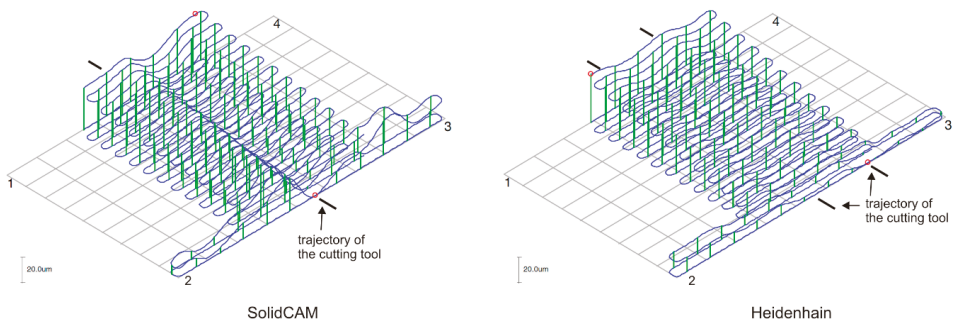 4
4
3
3
1
1
trajectory of
the cutting tool
trajectory of
the cutting tool
20.0um
2
20.0um
2
SolidCAM
Heidenhain